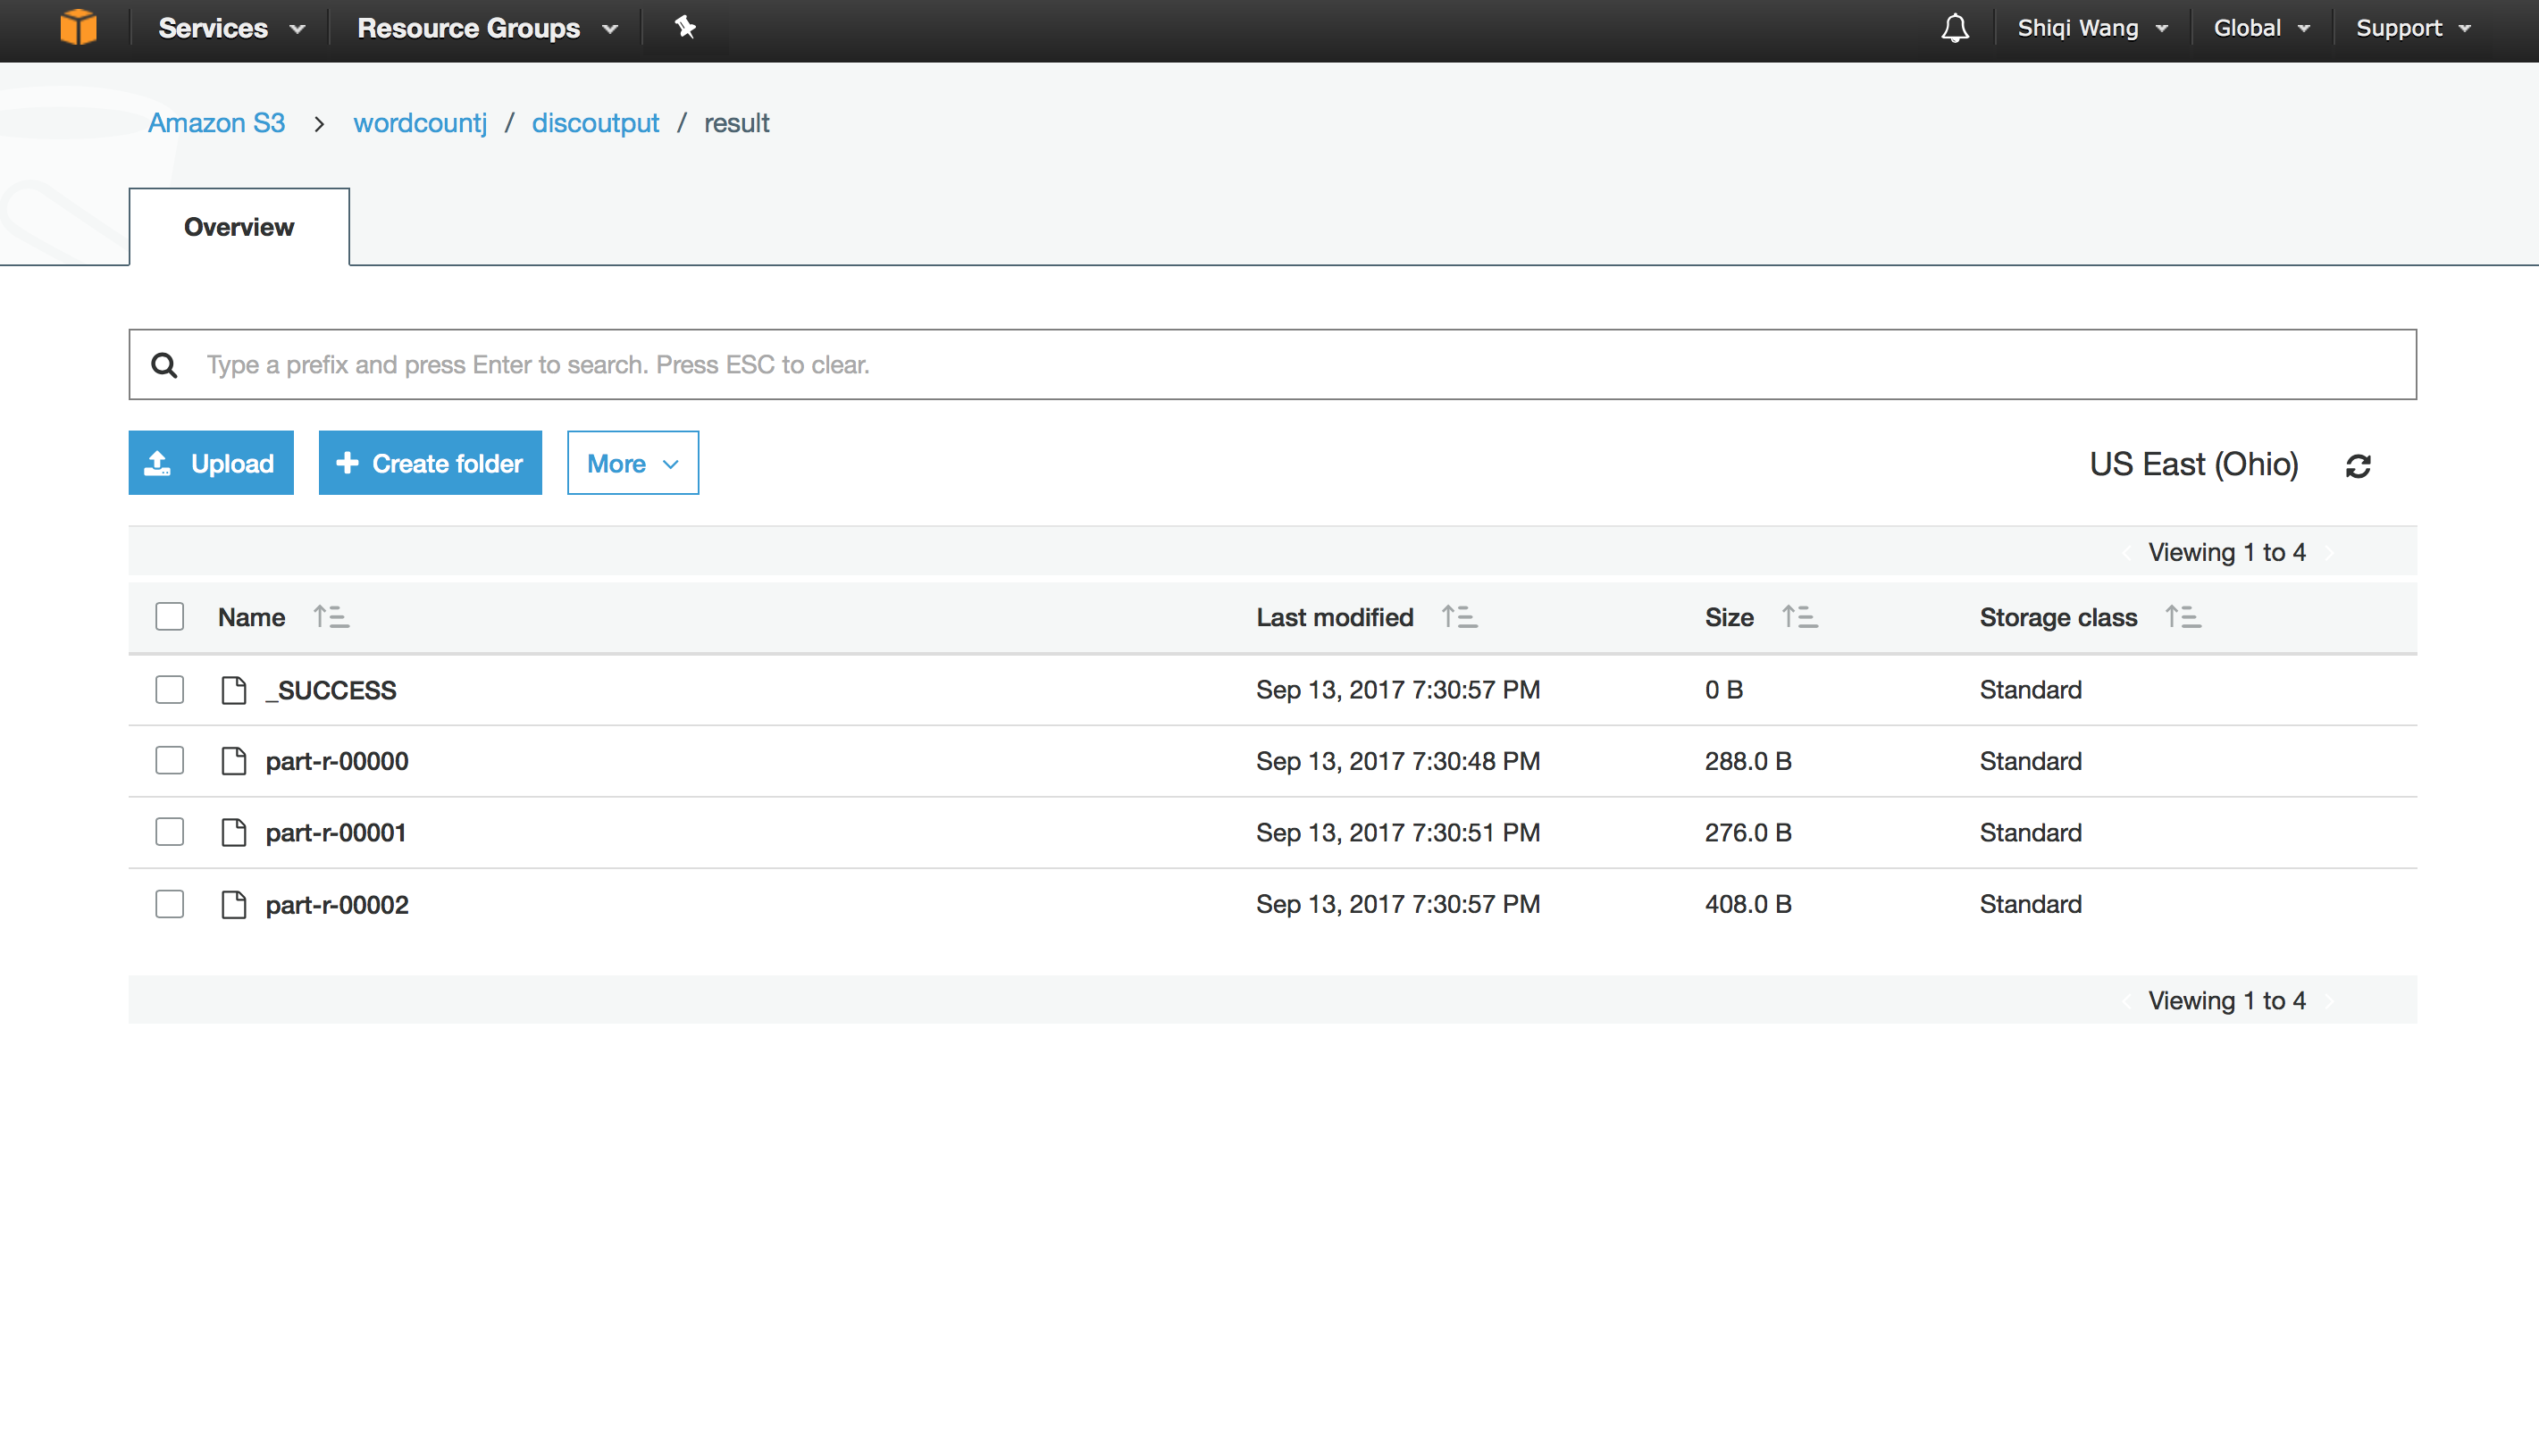 Services Resource Groups Shiqi Wang Global Support
Amazon S3 > wordcountj / discoutput / result
Overview
Type a prefix and press Enter to search. Press ESC to clear.
Upload + Create folder More US East (Ohio)
Viewing 1 to 4
Name Last modified Size Storage class
_SUCCESS Sep 13, 2017 7:30:57 PM 0 B Standard
part-r-00000 Sep 13, 2017 7:30:48 PM 288.0 B Standard
part-r-00001 Sep 13, 2017 7:30:51 PM 276.0 B Standard
part-r-00002 Sep 13, 2017 7:30:57 PM 408.0 B Standard
Viewing 1 to 4